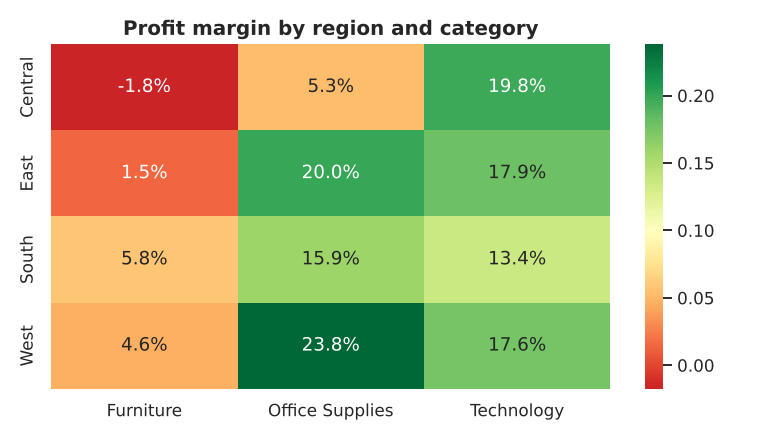 Profit margin by region and category
Central
-1.8%
5.3%
19.8%
East
1.5%
20.0%
17.9%
South
5.8%
15.9%
13.4%
West
4.6%
23.8%
17.6%
Furniture
Office Supplies
Technology
0.20
0.15
0.10
0.05
0.00